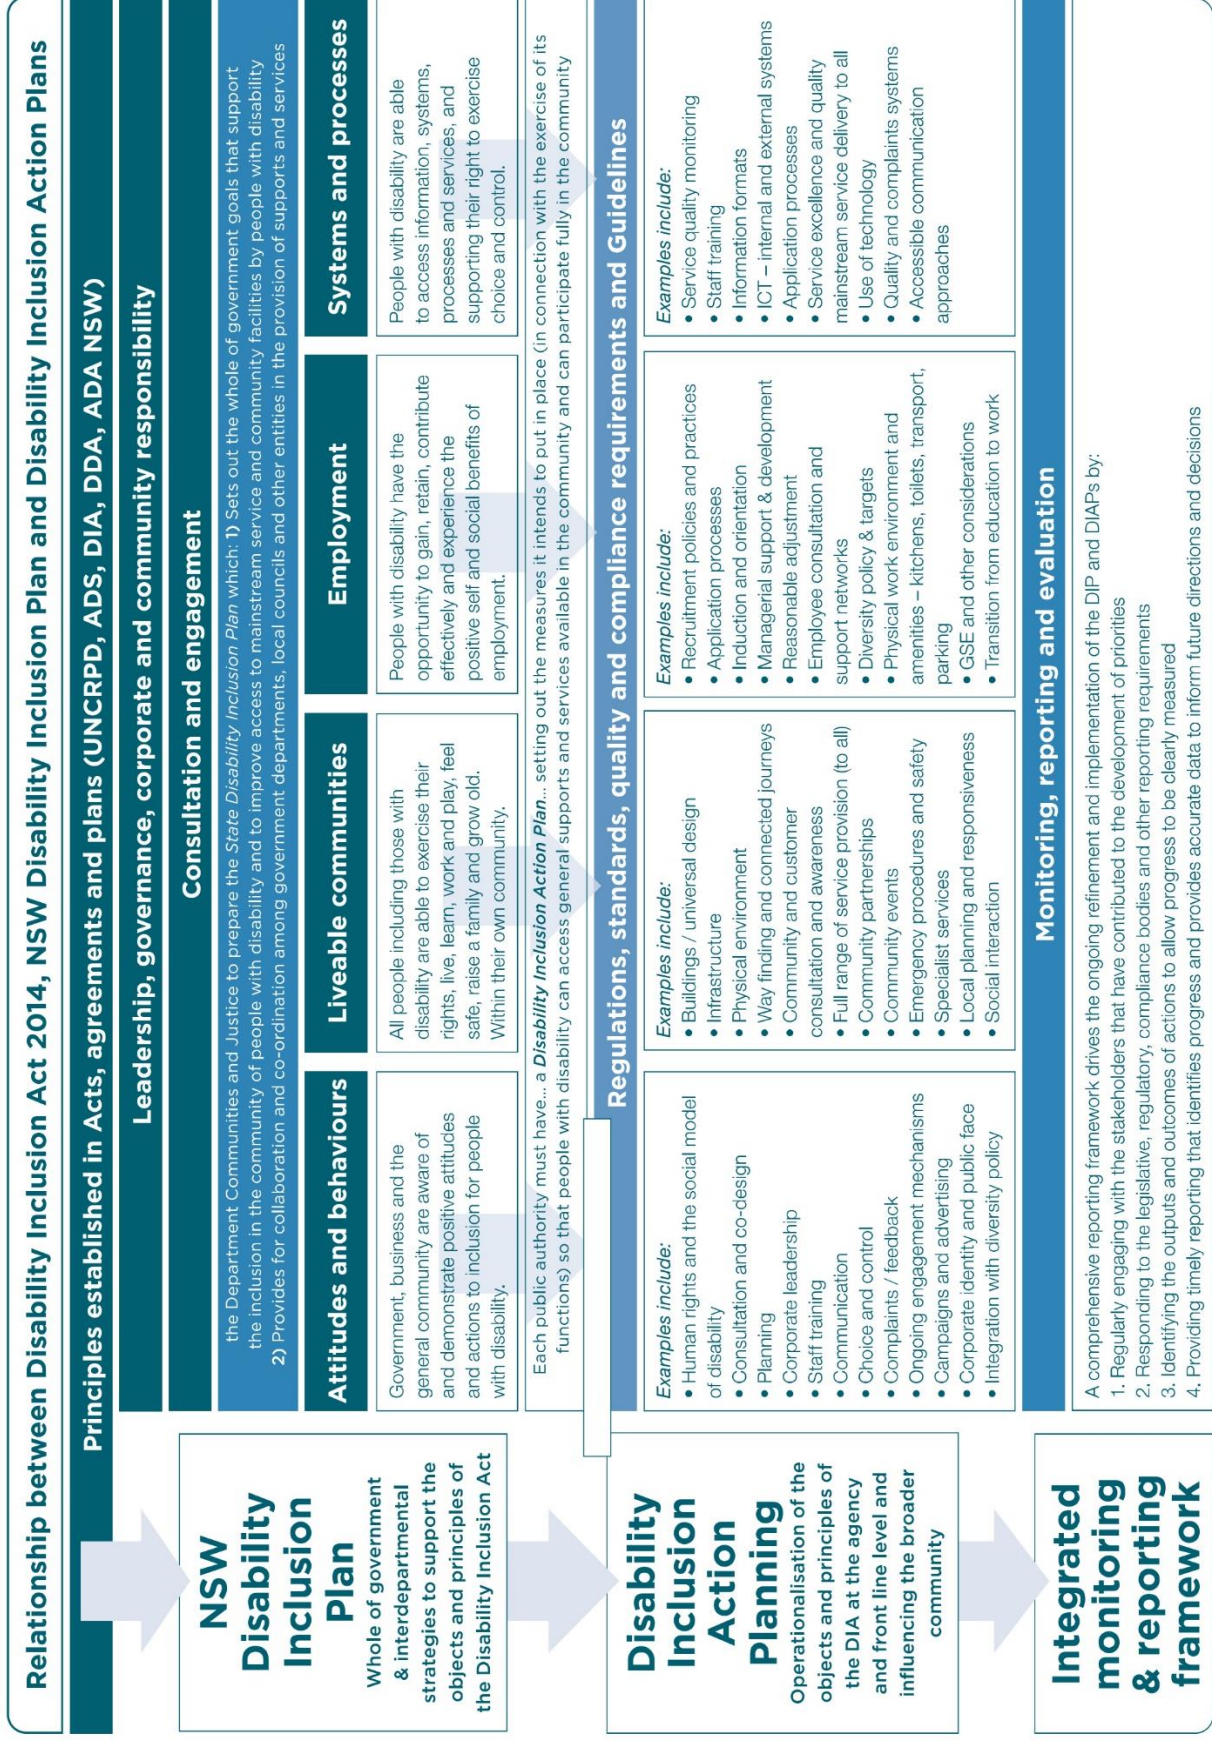 Relationship between Disability Inclusion Act 2014, NSW Disability Inclusion Plan and Disability Inclusion Action Plans
Principles established in Acts, agreements and plans (UNCRPD, ADS, DIA, DDA, ADA NSW)
Leadership, governance, corporate and community responsibility
Consultation and engagement
NSW
Disability
Inclusion
Plan
Whole of government
& interdepartmental
strategies to support the
objects and principles of
the Disability Inclusion Act
the Department Communities and Justice to prepare the State Disability Inclusion Plan which: 1) Sets out the whole of government goals that support
the inclusion in the community of people with disability and to improve access to mainstream service and community facilities by people with disability
2) Provides for collaboration and co-ordination among government departments, local councils and other entities in the provision of supports and services
Attitudes and behaviours
Government, business and the
general community are aware of
and demonstrate positive attitudes
and actions to inclusion for people
with disability.
Liveable communities
All people including those with
disability are able to exercise their
rights, live, learn, work and play, feel
safe, raise a family and grow old.
Within their own community.
Employment
People with disability have the
opportunity to gain, retain, contribute
effectively and experience the
positive self and social benefits of
employment.
Systems and processes
People with disability are able
to access information, systems,
processes and services, and
supporting their right to exercise
choice and control.
Each public authority must have... a Disability Inclusion Action Plan... setting out the measures it intends to put in place (in connection with the exercise of its
functions) so that people with disability can access general supports and services available in the community and can participate fully in the community
Disability
Inclusion
Action
Planning
Operationalisation of the
objects and principles of
the DIA at the agency
and front line level and
influencing the broader
community
Regulations, standards, quality and compliance requirements and Guidelines
Examples include:
• Human rights and the social model
of disability
• Consultation and co-design
• Planning
• Corporate leadership
• Staff training
• Communication
• Choice and control
• Complaints / feedback
• Ongoing engagement mechanisms
• Campaigns and advertising
• Corporate identity and public face
• Integration with diversity policy
Examples include:
• Buildings / universal design
• Infrastructure
• Physical environment
• Way finding and connected journeys
• Community and customer
consultation and awareness
• Full range of service provision (to all)
• Community partnerships
• Community events
• Emergency procedures and safety
• Specialist services
• Local planning and responsiveness
• Social interaction
Examples include:
• Recruitment policies and practices
• Application processes
• Induction and orientation
• Managerial support & development
• Reasonable adjustment
• Employee consultation and
support networks
• Diversity policy & targets
• Physical work environment and
amenities – kitchens, toilets, transport,
parking
• GSE and other considerations
• Transition from education to work
Examples include:
• Service quality monitoring
• Staff training
• Information formats
• ICT – internal and external systems
• Application processes
• Service excellence and quality
mainstream service delivery to all
• Use of technology
• Quality and complaints systems
• Accessible communication
approaches
Integrated
monitoring
& reporting
framework
Monitoring, reporting and evaluation
A comprehensive reporting framework drives the ongoing refinement and implementation of the DIP and DIAPs by:
1. Regularly engaging with the stakeholders that have contributed to the development of priorities
2. Responding to the legislative, regulatory, compliance bodies and other reporting requirements
3. Identifying the outputs and outcomes of actions to allow progress to be clearly measured
4. Providing timely reporting that identifies progress and provides accurate data to inform future directions and decisions